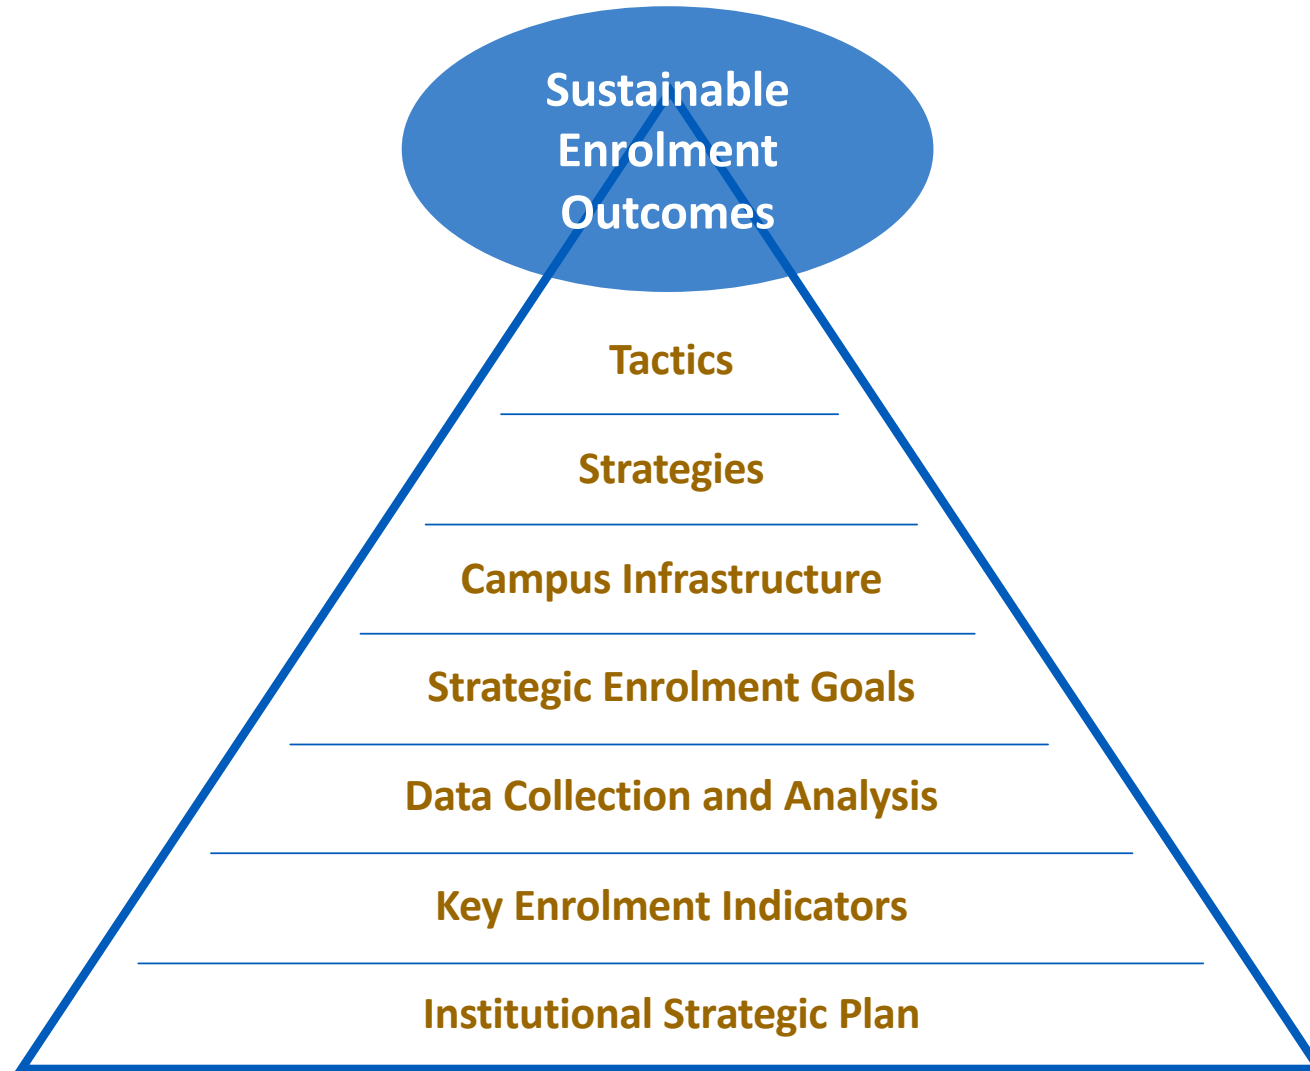 Sustainable
Enrolment
Outcomes
Tactics
Strategies
Campus Infrastructure
Strategic Enrolment Goals
Data Collection and Analysis
Key Enrolment Indicators
Institutional Strategic Plan